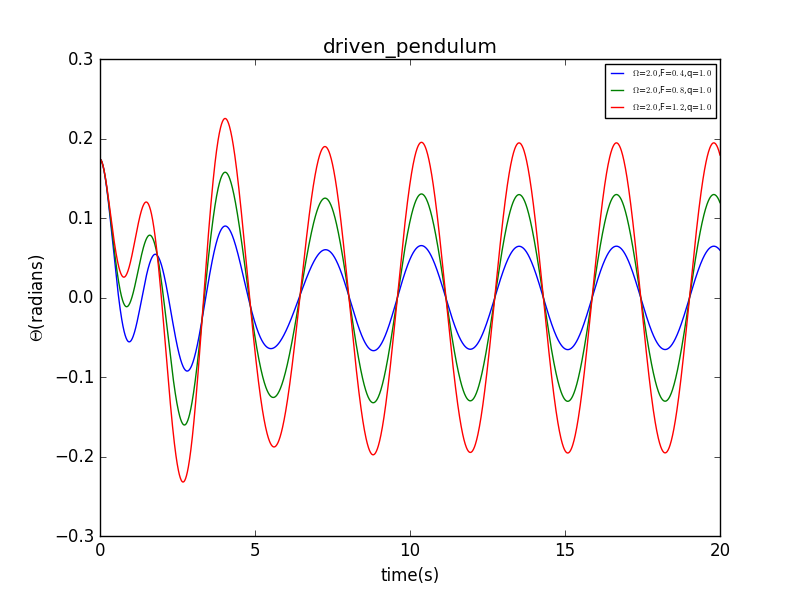 driven_pendulum
Ω=2.0,F=0.4,q=1.0
Ω=2.0,F=0.8,q=1.0
Ω=2.0,F=1.2,q=1.0
0.3
0.2
0.1
0.0
−0.1
−0.2
−0.3
Θ(radians)
0 5 10 15 20
time(s)